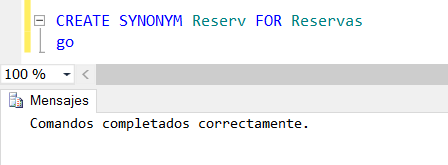 CREATE SYNONYM Reserv FOR Reservas
go
100 %
Mensajes
Comandos completados correctamente.